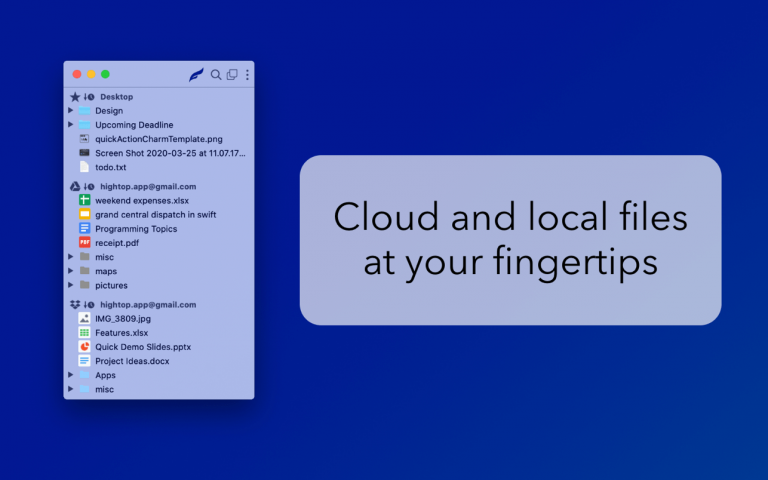 Desktop
Design
Upcoming Deadline
quickActionCharmTemplate.png
Screen Shot 2020-03-25 at 11.07.17...
todo.txt
hightop.app@gmail.com
weekend expenses.xlsx
grand central dispatch in swift
Programming Topics
PDF receipt.pdf
misc
maps
pictures
hightop.app@gmail.com
IMG_3809.jpg
Features.xlsx
Quick Demo Slides.pptx
Project Ideas.docx
Apps
misc
Cloud and local files
at your fingertips